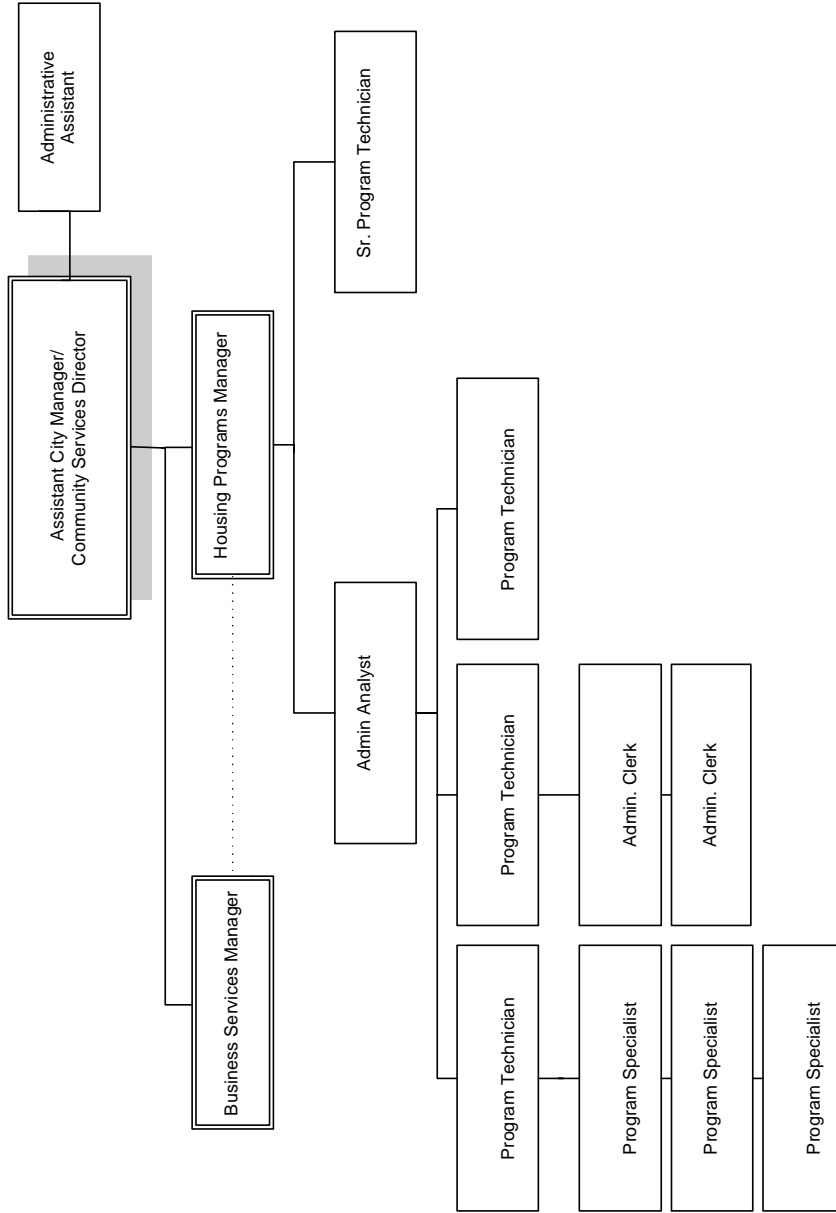 Assistant City Manager/
Community Services Director
Administrative
Assistant
Business Services Manager
Housing Programs Manager
Admin Analyst
Sr. Program Technician
Program Technician
Program Technician
Program Technician
Program Specialist
Admin. Clerk
Program Specialist
Admin. Clerk
Program Specialist